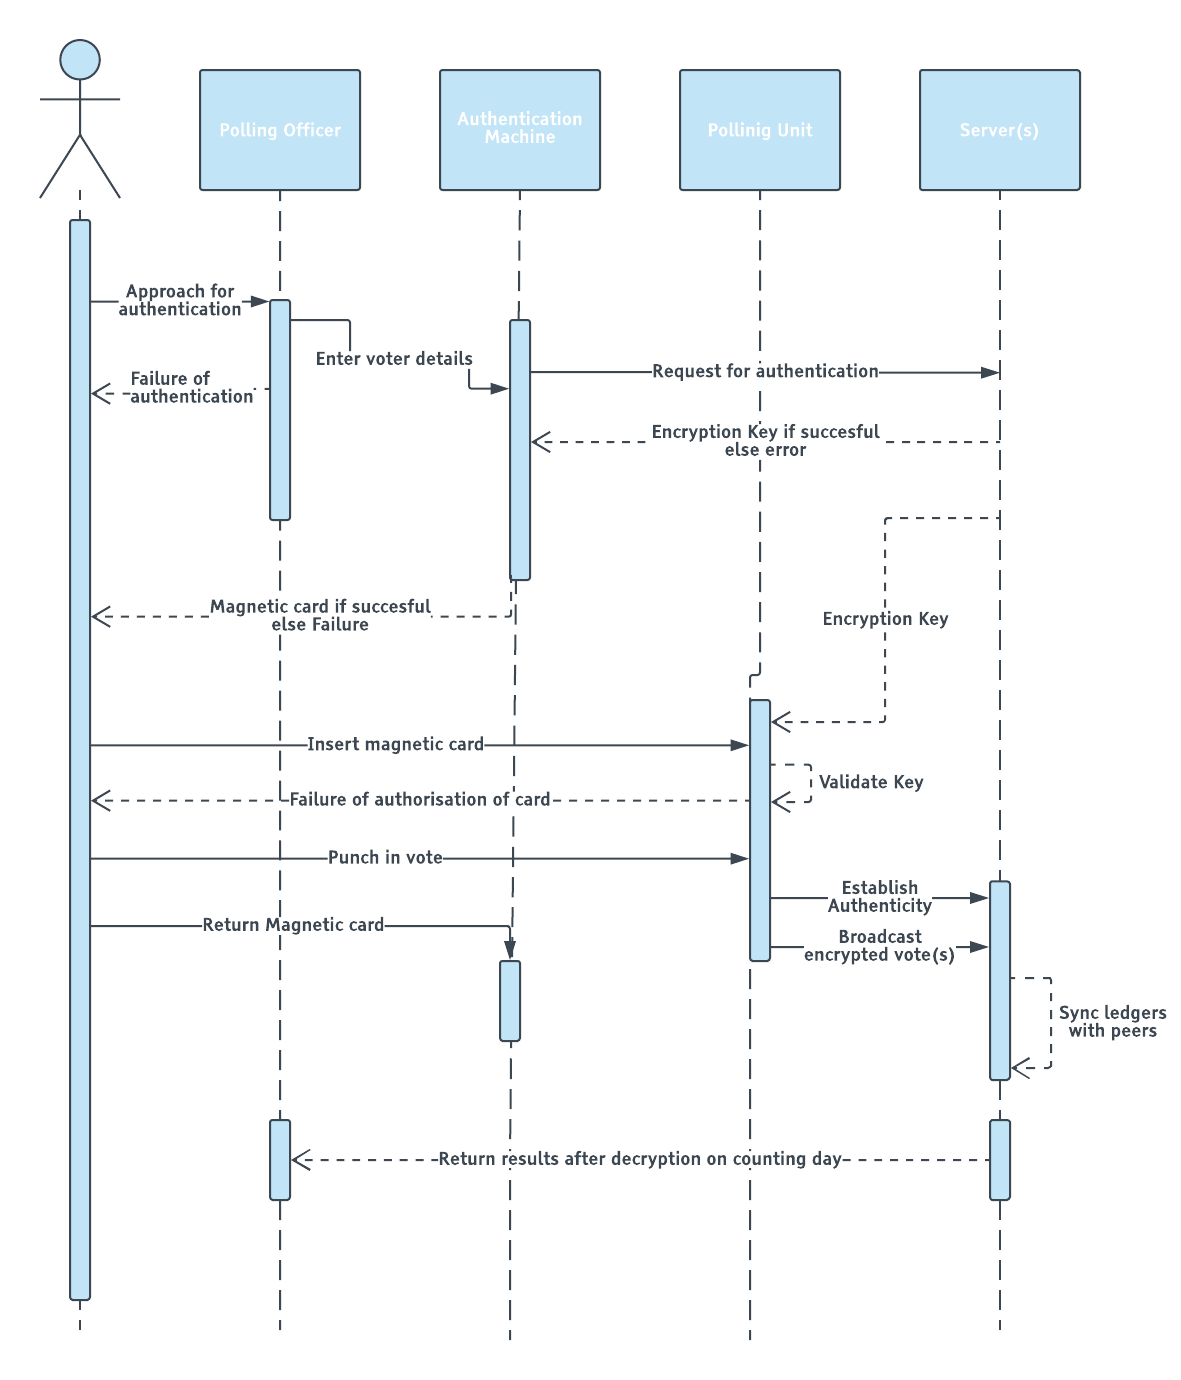 Polling Officer
Authentication
Machine
Pollinig Unit
Server(s)
Approach for
authentication
Enter voter details
Failure of
authentication
Request for authentication
Encryption Key if succesful
else error
Magnetic card if succesful
else Failure
Encryption Key
Insert magnetic card
Validate Key
Failure of authorisation of card
Punch in vote
Establish
Authenticity
Return Magnetic card
Broadcast
encrypted vote(s)
Sync ledgers
with peers
Return results after decryption on counting day